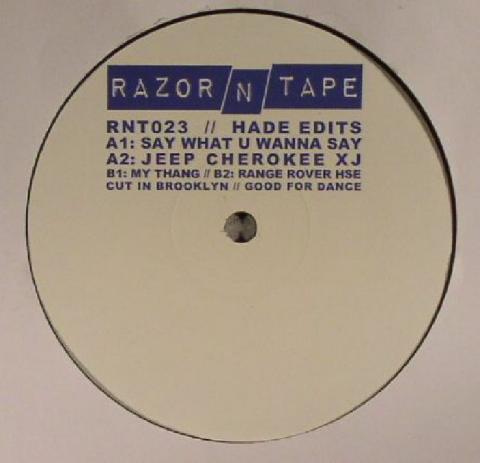 RAZOR N TAPE
RNT023 // HADE EDITS
A1: SAY WHAT U WANNA SAY
A2: JEEP CHEROKEE XJ
B1: MY THANG // B2: RANGE ROVER HSE
CUT IN BROOKLYN // GOOD FOR DANCE